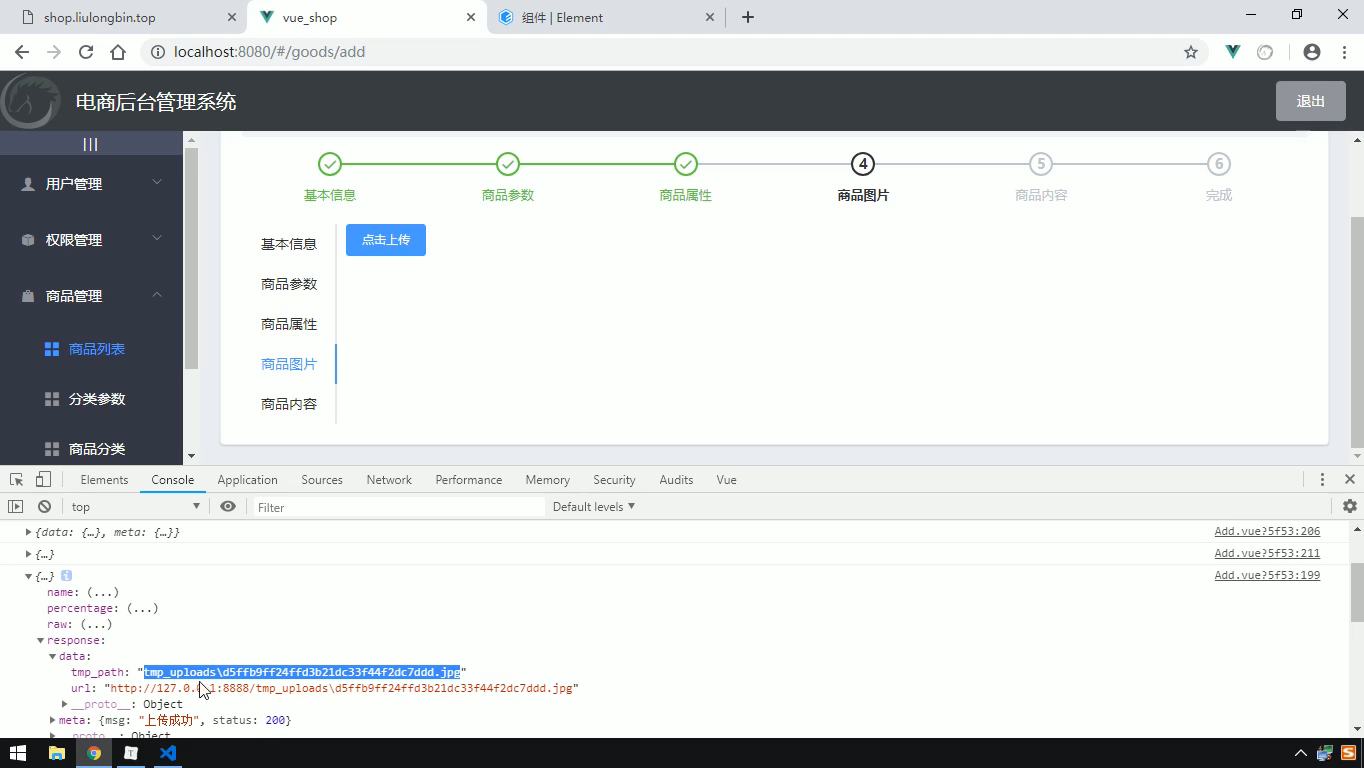 shop.liulongbin.top
vue_shop
组件 | Element
localhost:8080/#/goods/add
电商后台管理系统
退出
|||
用户管理
权限管理
商品管理
商品列表
分类参数
商品分类
4
5
6
基本信息
商品参数
商品属性
商品图片
商品内容
完成
基本信息
商品参数
商品属性
商品图片
商品内容
点击上传
Elements Console Application Sources Network Performance Memory Security Audits Vue
top
Filter
Default levels
{data: {…}, meta: {…}}
Add.vue?5f53:206
{…}
Add.vue?5f53:211
{…}
Add.vue?5f53:199
name: (...)
percentage: (...)
raw: (...)
response:
data:
tmp_path: "tmp_uploads\d5ffb9ff24ffd3b21dc33f44f2dc7ddd.jpg"
url: "http://127.0.0.1:8888/tmp_uploads\d5ffb9ff24ffd3b21dc33f44f2dc7ddd.jpg"
__proto__: Object
meta: {msg: "上传成功", status: 200}
__proto__: Object